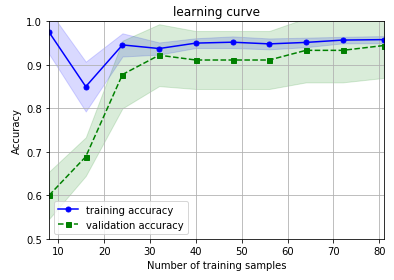 learning curve
1.0
0.9
0.8
0.7
0.6
0.5
Accuracy
training accuracy
validation accuracy
10 20 30 40 50 60 70 80
Number of training samples